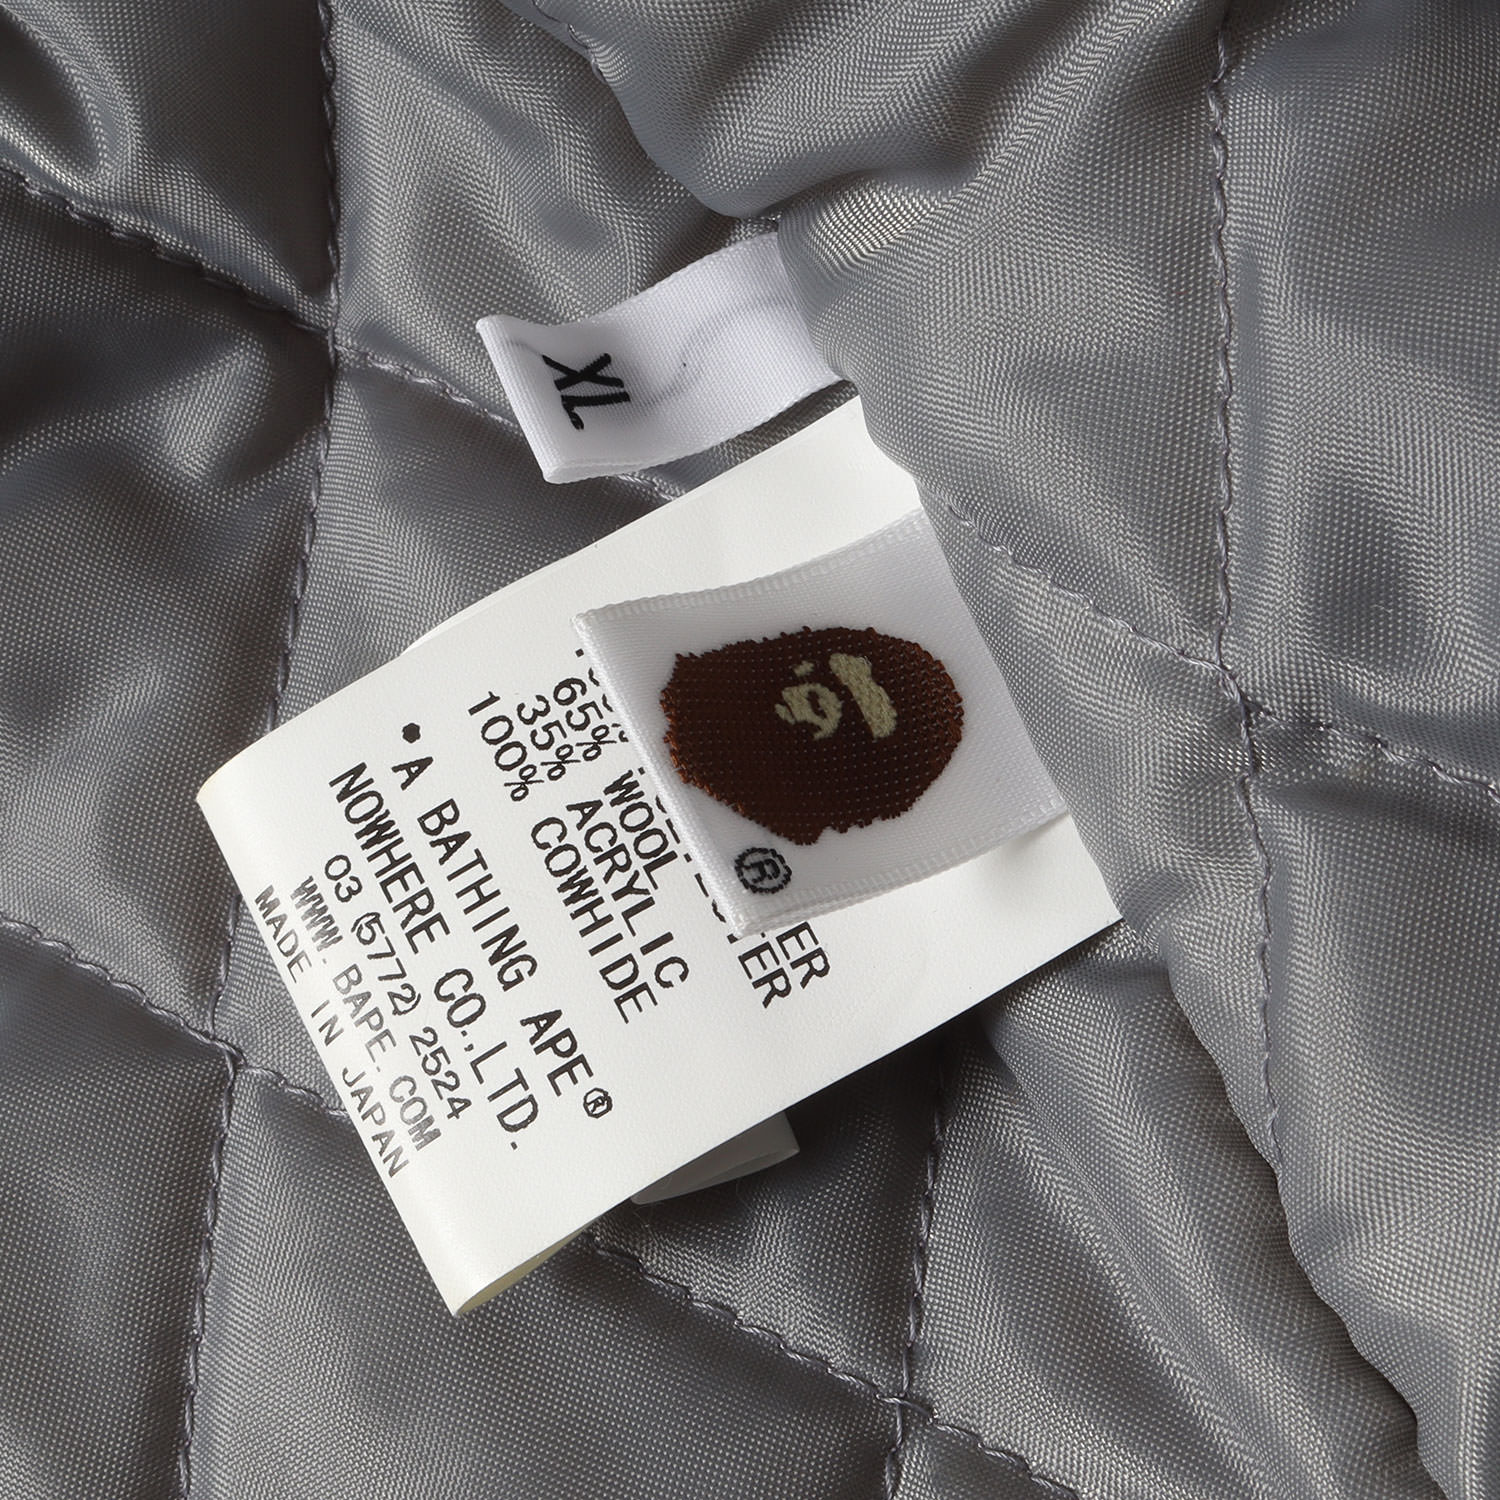 XL
65% WOOL
35% ACRYLIC
100% COWHIDE
• A BATHING APE®
NOWHERE CO.,LTD.
03 (5772) 2524
WWW.BAPE.COM
MADE IN JAPAN
®